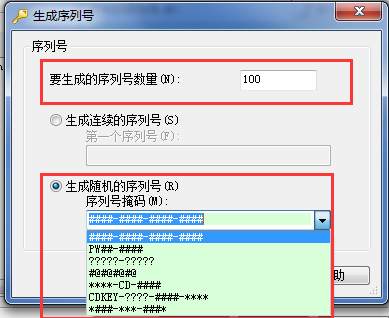 生成序列号
序列号
要生成的序列号数量(N):
100
生成连续的序列号(S)
第一个序列号(F):
生成随机的序列号(R)
序列号掩码(M):
####-####-####-####
####-####-####-####
PW##-####
?????-?????
#@#@#@#@
****-CD-####
CDKEY-????-####-****
*###-***-###*
助